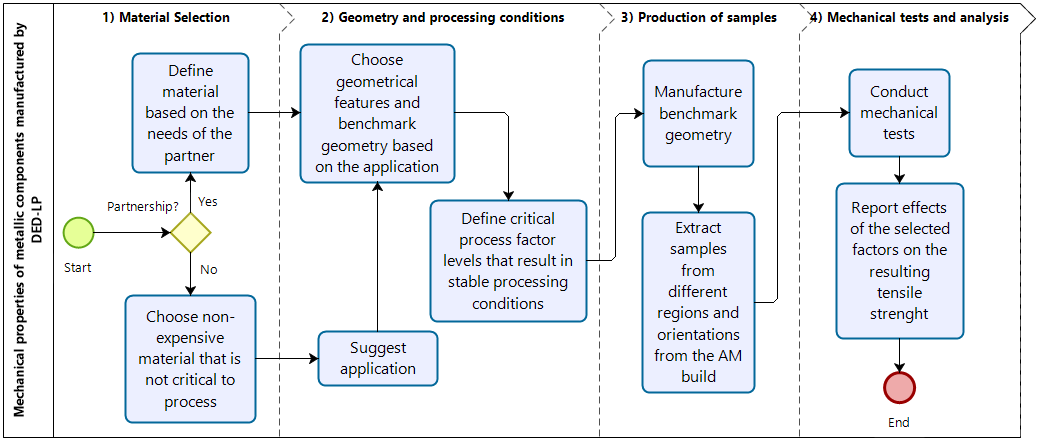 Mechanical properties of metallic components manufactured by
DED-LP
1) Material Selection
2) Geometry and processing conditions
3) Production of samples
4) Mechanical tests and analysis
Define
material
based on the
needs of the
partner
Partnership?
Yes
Start
No
Choose non-
expensive
material that is
not critical to
process
Choose
geometrical
features and
benchmark
geometry based
on the application
Define critical
process factor
levels that result in
stable processing
conditions
Suggest
application
Manufacture
benchmark
geometry
Extract
samples
from
different
regions and
orientations
from the AM
build
Conduct
mechanical
tests
Report effects
of the selected
factors on the
resulting
tensile
strenght
End